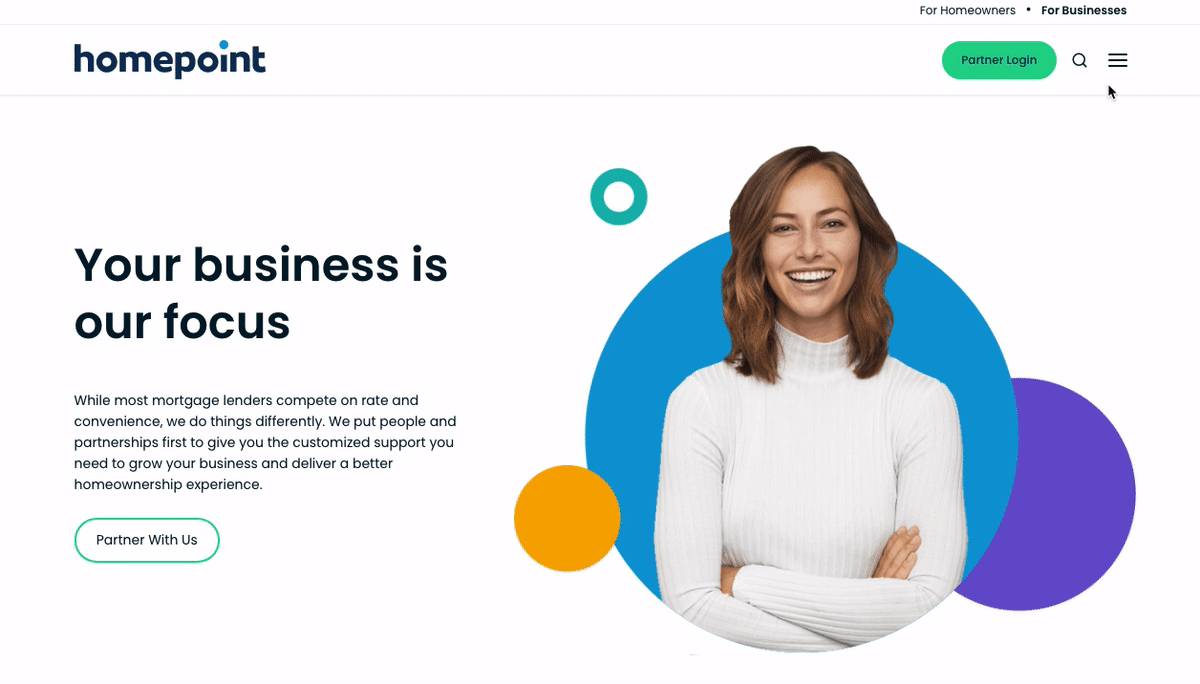 For Homeowners • For Businesses
homepoint
Partner Login
Your business is
our focus
While most mortgage lenders compete on rate and
convenience, we do things differently. We put people and
partnerships first to give you the customized support you
need to grow your business and deliver a better
homeownership experience.
Partner With Us